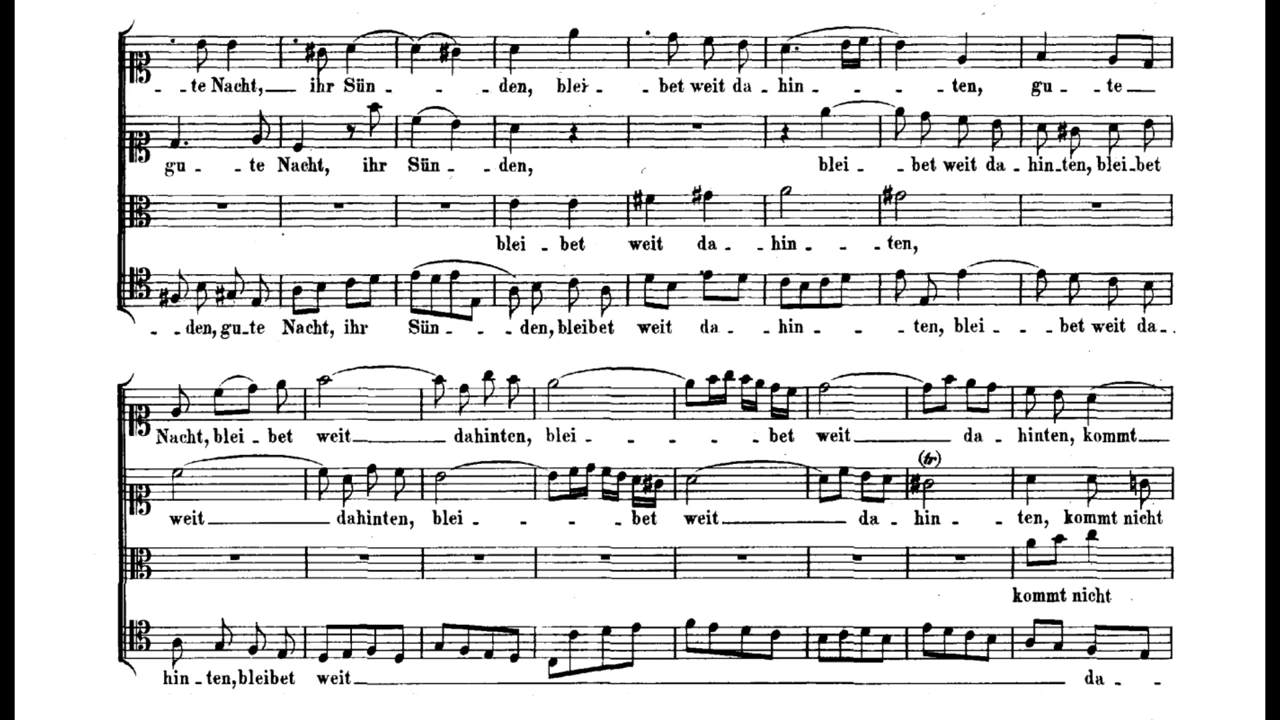 - - te Nacht, ihr Sün - - - den, blei - - bet weit da - hin - - - ten, gu - - te
gu - - te Nacht, ihr Sün - - den, blei - - bet weit da - hin - ten, blei - bet
blei - bet weit da - - hin - - - ten,
- - den, gu - te Nacht, ihr Sün - - - den, bleibet weit da - - hin - - - ten, blei - - - bet weit da - -
Nacht, blei - bet weit dahinten, blei - - - - bet weit da - hinten, kommt
weit dahinten, blei - - - - bet weit da - hin - - ten, kommt nicht
(tr)
kommt nicht
hin - ten, bleibet weit da - -